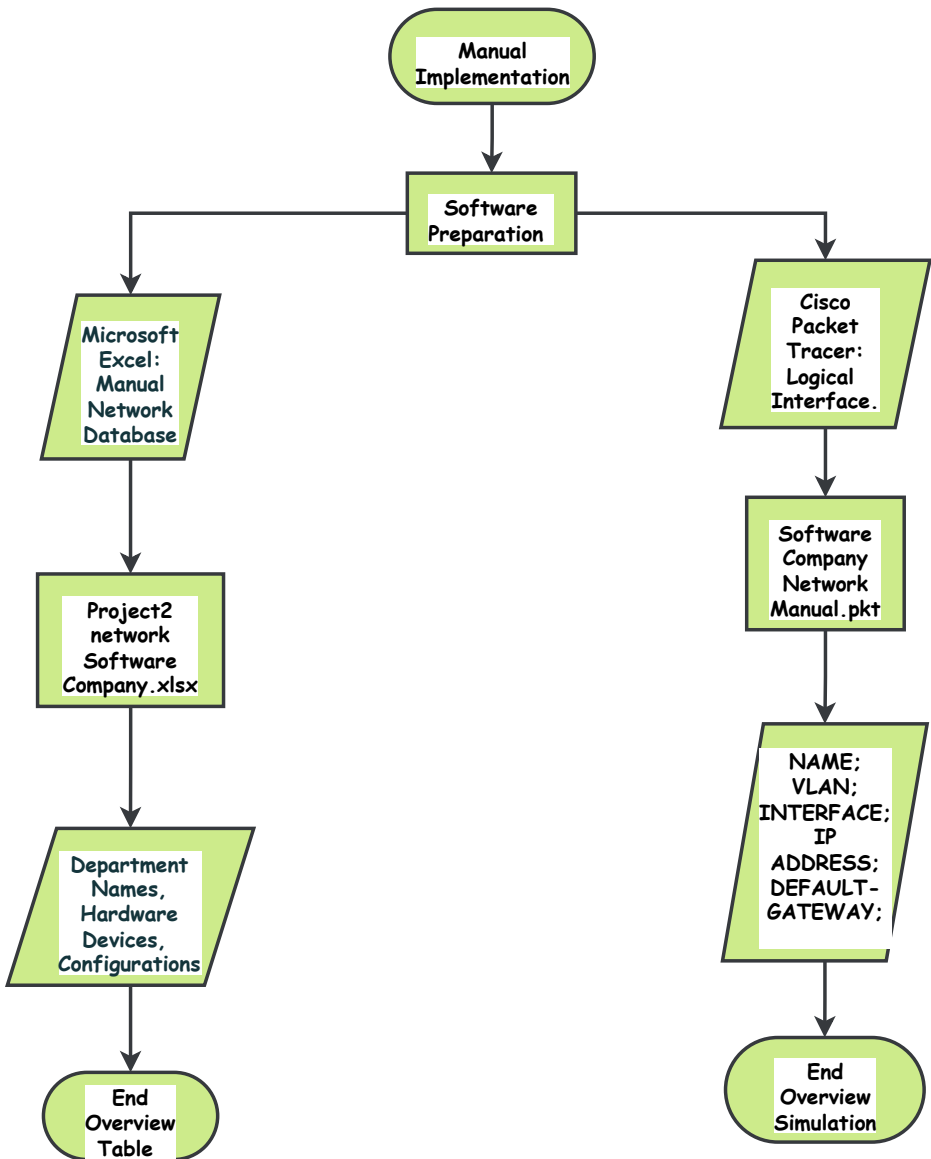 Manual
Implementation
Software
Preparation
Microsoft
Excel:
Manual
Network
Database
Project2
network
Software
Company.xlsx
Department
Names,
Hardware
Devices,
Configurations
End
Overview
Table
Cisco
Packet
Tracer:
Logical
Interface.
Software
Company
Network
Manual.pkt
NAME;
VLAN;
INTERFACE;
IP
ADDRESS;
DEFAULT-
GATEWAY;
End
Overview
Simulation